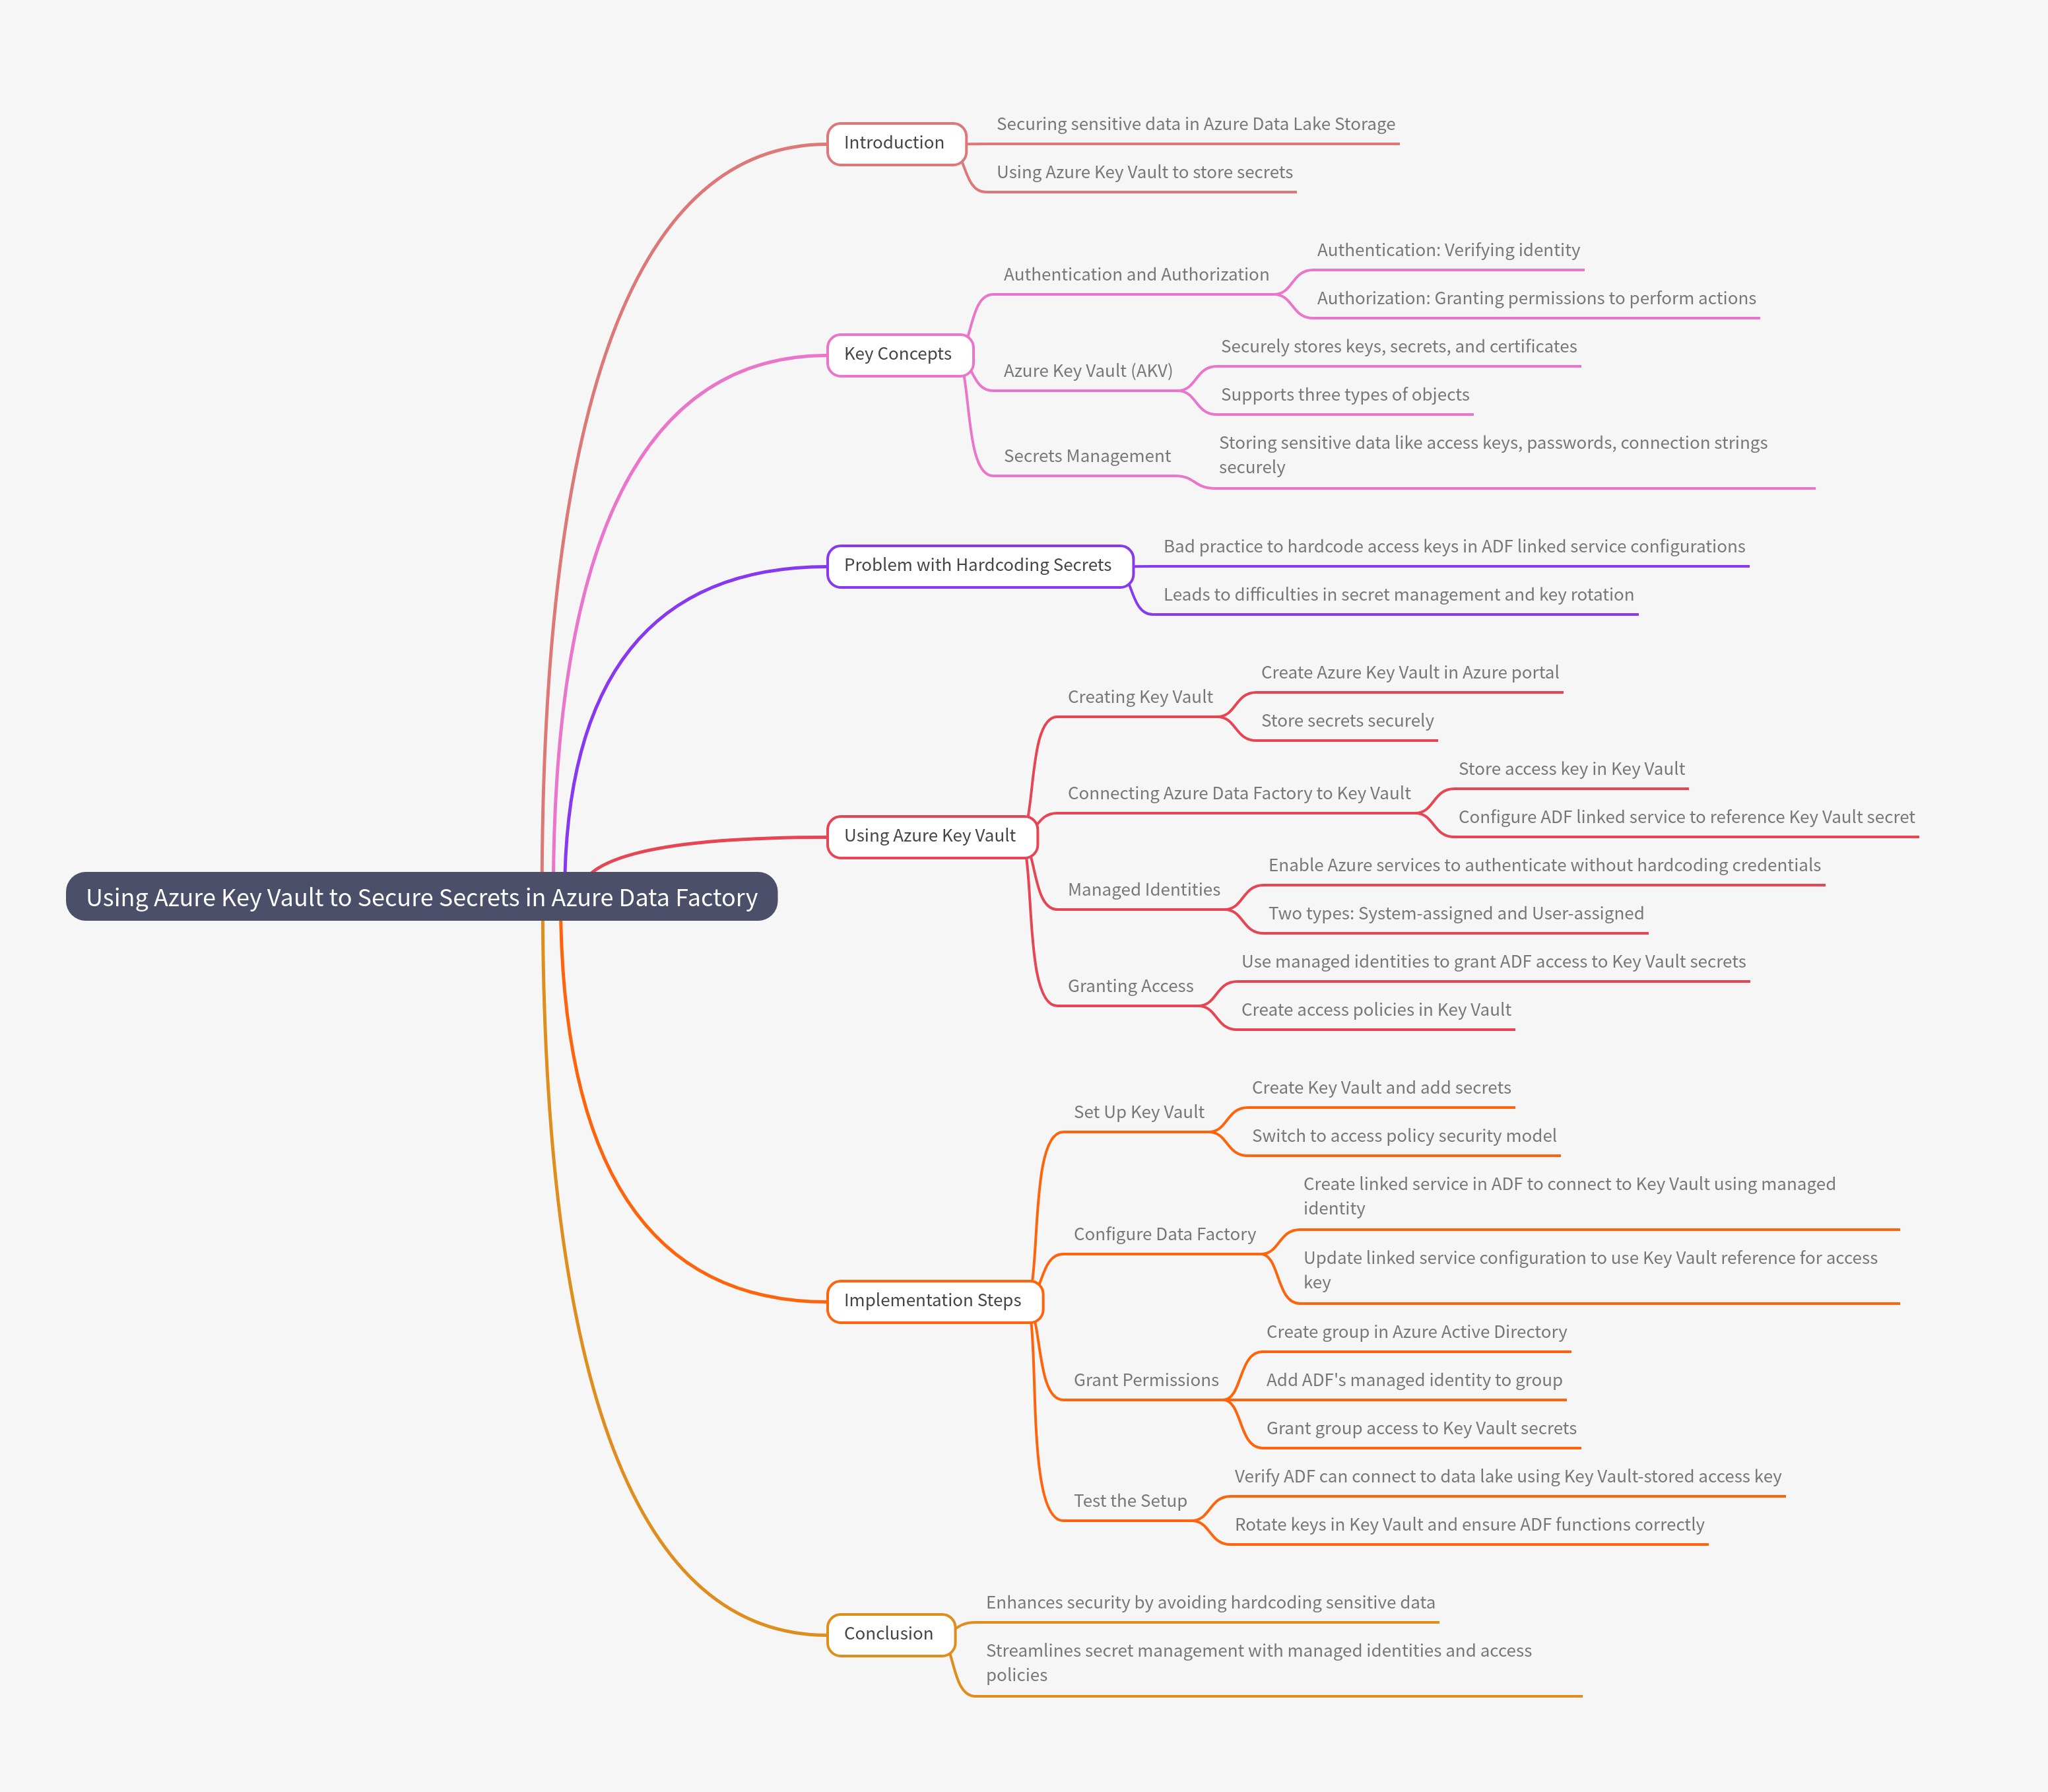 Using Azure Key Vault to Secure Secrets in Azure Data Factory
Introduction
Securing sensitive data in Azure Data Lake Storage
Using Azure Key Vault to store secrets
Key Concepts
Authentication and Authorization
Authentication: Verifying identity
Authorization: Granting permissions to perform actions
Azure Key Vault (AKV)
Securely stores keys, secrets, and certificates
Supports three types of objects
Secrets Management
Storing sensitive data like access keys, passwords, connection strings
securely
Problem with Hardcoding Secrets
Bad practice to hardcode access keys in ADF linked service configurations
Leads to difficulties in secret management and key rotation
Using Azure Key Vault
Creating Key Vault
Create Azure Key Vault in Azure portal
Store secrets securely
Connecting Azure Data Factory to Key Vault
Store access key in Key Vault
Configure ADF linked service to reference Key Vault secret
Managed Identities
Enable Azure services to authenticate without hardcoding credentials
Two types: System-assigned and User-assigned
Granting Access
Use managed identities to grant ADF access to Key Vault secrets
Create access policies in Key Vault
Implementation Steps
Set Up Key Vault
Create Key Vault and add secrets
Switch to access policy security model
Configure Data Factory
Create linked service in ADF to connect to Key Vault using managed
identity
Update linked service configuration to use Key Vault reference for access
key
Grant Permissions
Create group in Azure Active Directory
Add ADF's managed identity to group
Grant group access to Key Vault secrets
Test the Setup
Verify ADF can connect to data lake using Key Vault-stored access key
Rotate keys in Key Vault and ensure ADF functions correctly
Conclusion
Enhances security by avoiding hardcoding sensitive data
Streamlines secret management with managed identities and access
policies